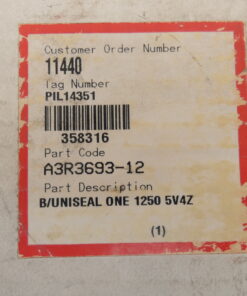 Customer Order Number
11440
Tag Number
PIL14351
358316
Part Code
A3R3693-12
Part Description
B/UNISEAL ONE 1250 5V4Z
(1)